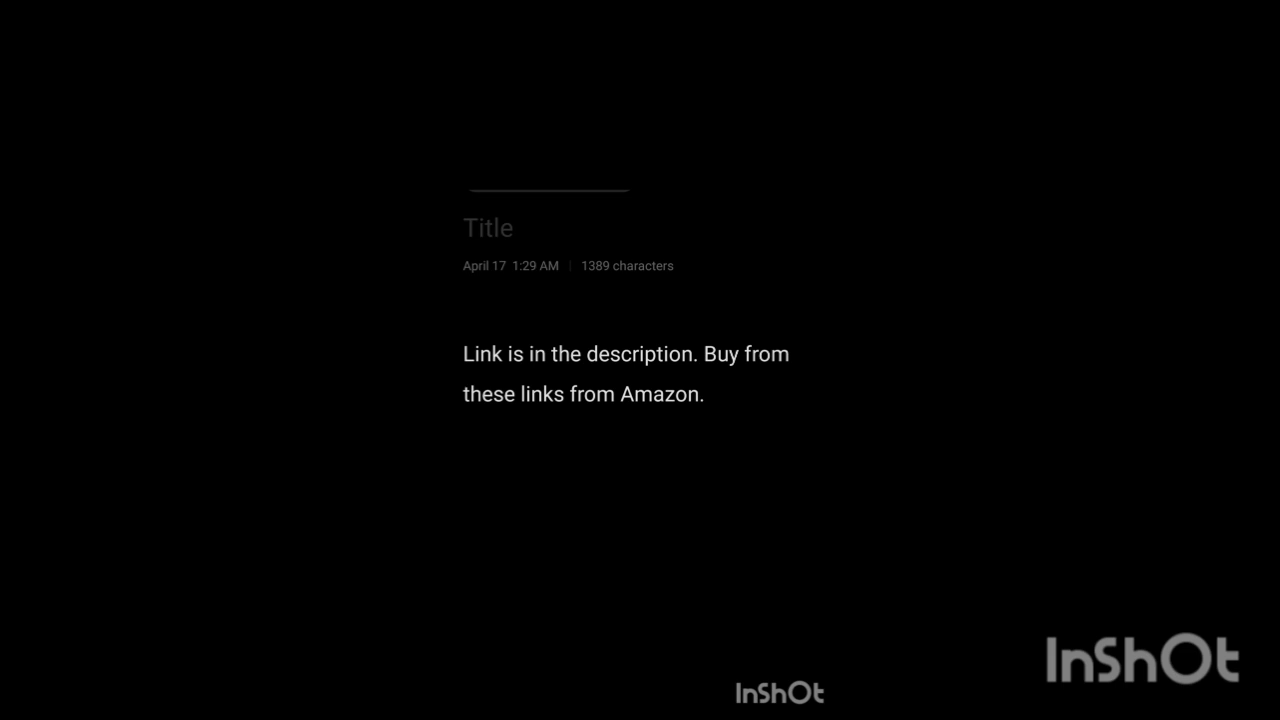 Title
April 17 1:29 AM | 1389 characters
Link is in the description. Buy from
these links from Amazon.
InShOt
InShOt